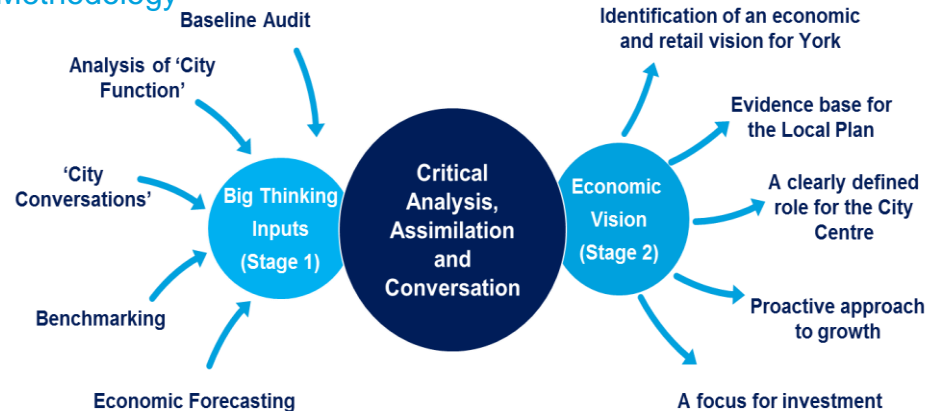 Methodology
Baseline Audit
Analysis of ‘City
Function’
‘City
Conversations’
Benchmarking
Economic Forecasting
Big Thinking
Inputs
(Stage 1)
Critical
Analysis,
Assimilation
and
Conversation
Economic
Vision
(Stage 2)
Identification of an economic
and retail vision for York
Evidence base for
the Local Plan
A clearly defined
role for the City
Centre
Proactive approach
to growth
A focus for investment